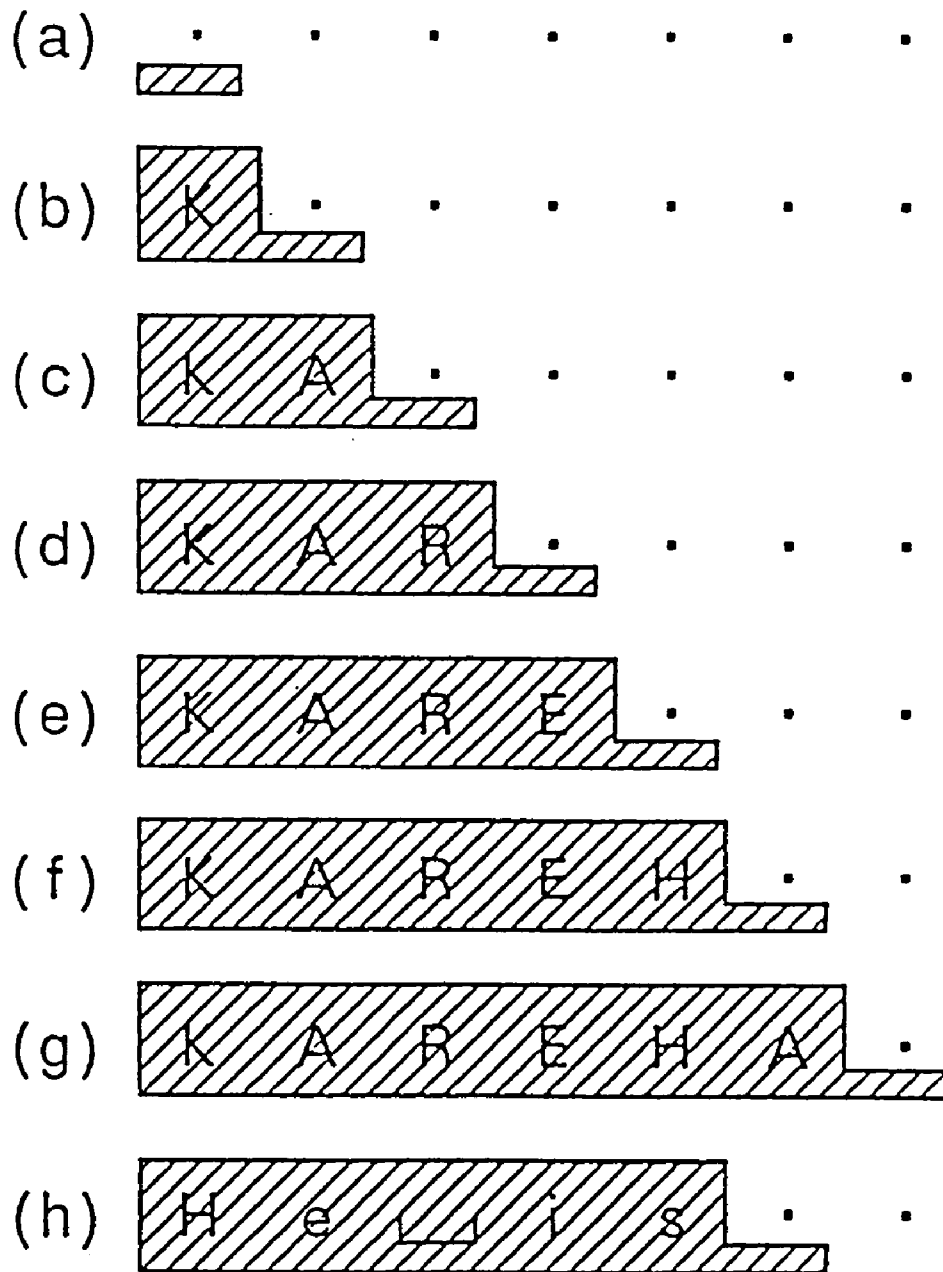 (a)
(b) K
(c) K A
(d) K A R
(e) K A R E
(f) K A R E H
(g) K A R E H A
(h) H e ␣ i s